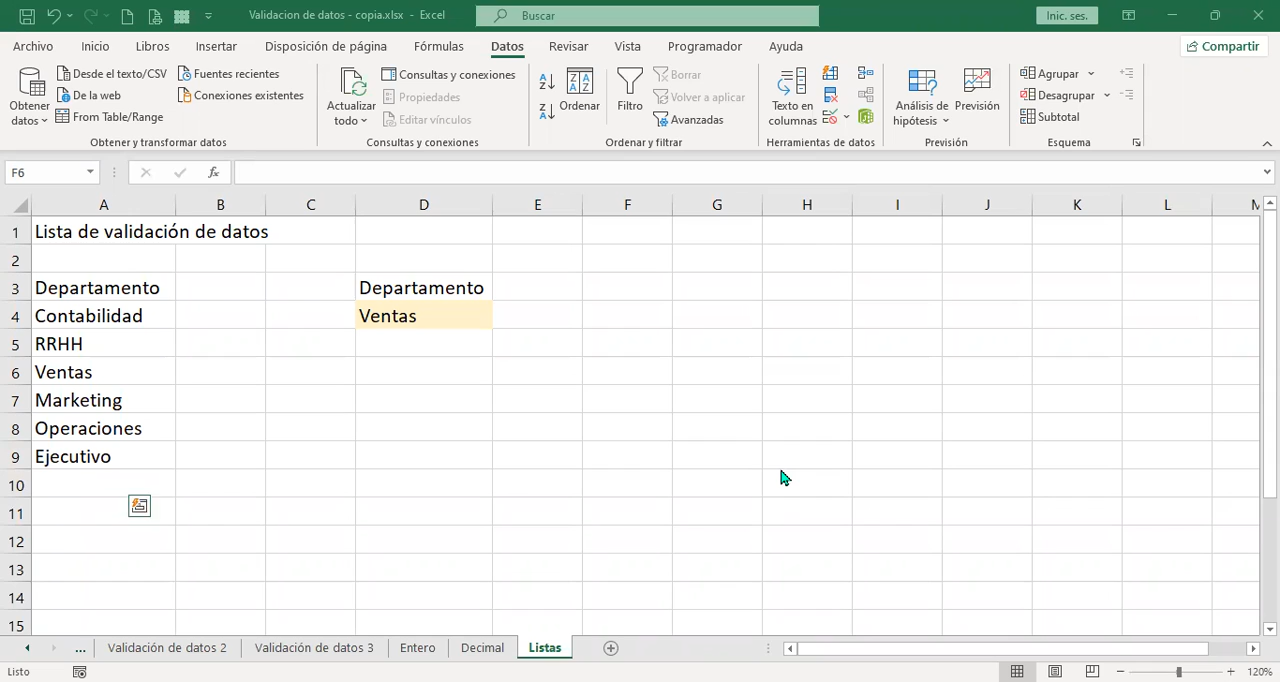 Validacion de datos - copia.xlsx - Excel
Buscar
Inic. ses.
Archivo Inicio Libros Insertar Disposición de página Fórmulas Datos Revisar Vista Programador Ayuda
Compartir
Obtener datos
Desde el texto/CSV
De la web
From Table/Range
Fuentes recientes
Conexiones existentes
Obtener y transformar datos
Actualizar todo
Consultas y conexiones
Propiedades
Editar vínculos
Consultas y conexiones
Ordenar
Filtro
Borrar
Volver a aplicar
Avanzadas
Ordenar y filtrar
Texto en columnas
Herramientas de datos
Análisis de hipótesis
Previsión
Previsión
Agrupar
Desagrupar
Subtotal
Esquema
F6
fx
A B C D E F G H I J K L M
1 Lista de validación de datos
2
3 Departamento Departamento
4 Contabilidad Ventas
5 RRHH
6 Ventas
7 Marketing
8 Operaciones
9 Ejecutivo
10
11
12
13
14
15
... Validación de datos 2 Validación de datos 3 Entero Decimal Listas
Listo
120%